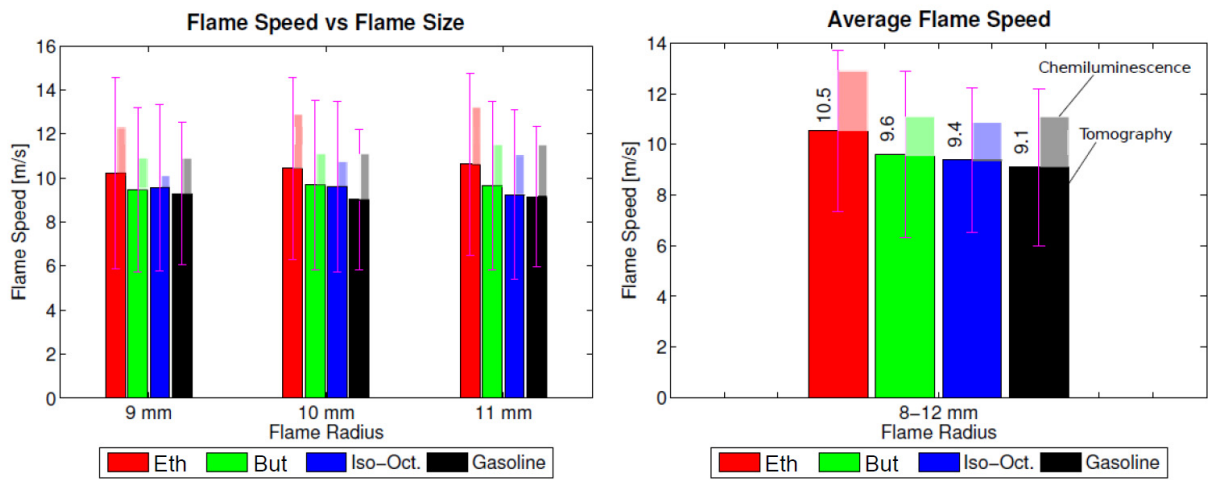 Flame Speed vs Flame Size
16
14
12
10
8
6
4
2
0
Flame Speed [m/s]
9 mm 10 mm 11 mm
Flame Radius
Eth But Iso-Oct. Gasoline
Average Flame Speed
14
12
10
8
6
4
2
0
Flame Speed [m/s]
10.5
9.6
9.4
9.1
Chemiluminescence
Tomography
8-12 mm
Flame Radius
Eth But Iso-Oct. Gasoline